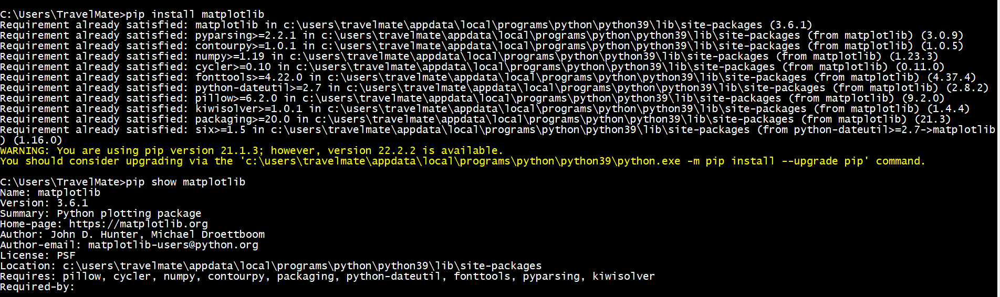 C:\Users\TravelMate>pip install matplotlib
Requirement already satisfied: matplotlib in c:\users\travelmate\appdata\local\programs\python\python39\lib\site-packages (3.6.1)
Requirement already satisfied: pyparsing>=2.2.1 in c:\users\travelmate\appdata\local\programs\python\python39\lib\site-packages (from matplotlib) (3.0.9)
Requirement already satisfied: contourpy>=1.0.1 in c:\users\travelmate\appdata\local\programs\python\python39\lib\site-packages (from matplotlib) (1.0.5)
Requirement already satisfied: numpy>=1.19 in c:\users\travelmate\appdata\local\programs\python\python39\lib\site-packages (from matplotlib) (1.23.3)
Requirement already satisfied: cycler>=0.10 in c:\users\travelmate\appdata\local\programs\python\python39\lib\site-packages (from matplotlib) (0.11.0)
Requirement already satisfied: fonttools>=4.22.0 in c:\users\travelmate\appdata\local\programs\python\python39\lib\site-packages (from matplotlib) (4.37.4)
Requirement already satisfied: python-dateutil>=2.7 in c:\users\travelmate\appdata\local\programs\python\python39\lib\site-packages (from matplotlib) (2.8.2)
Requirement already satisfied: pillow>=6.2.0 in c:\users\travelmate\appdata\local\programs\python\python39\lib\site-packages (from matplotlib) (9.2.0)
Requirement already satisfied: kiwisolver>=1.0.1 in c:\users\travelmate\appdata\local\programs\python\python39\lib\site-packages (from matplotlib) (1.4.4)
Requirement already satisfied: packaging>=20.0 in c:\users\travelmate\appdata\local\programs\python\python39\lib\site-packages (from matplotlib) (21.3)
Requirement already satisfied: six>=1.5 in c:\users\travelmate\appdata\local\programs\python\python39\lib\site-packages (from python-dateutil>=2.7->matplotlib
) (1.16.0)
WARNING: You are using pip version 21.1.3; however, version 22.2.2 is available.
You should consider upgrading via the 'c:\users\travelmate\appdata\local\programs\python\python39\python.exe -m pip install --upgrade pip' command.
C:\Users\TravelMate>pip show matplotlib
Name: matplotlib
Version: 3.6.1
Summary: Python plotting package
Home-page: https://matplotlib.org
Author: John D. Hunter, Michael Droettboom
Author-email: matplotlib-users@python.org
License: PSF
Location: c:\users\travelmate\appdata\local\programs\python\python39\lib\site-packages
Requires: pillow, cycler, numpy, contourpy, packaging, python-dateutil, fonttools, pyparsing, kiwisolver
Required-by: